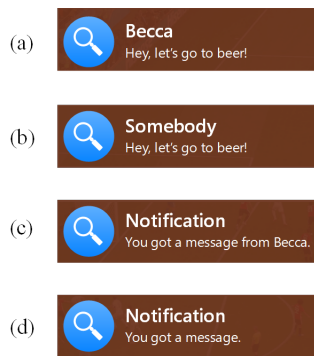 (a)
Becca
Hey, let's go to beer!
(b)
Somebody
Hey, let's go to beer!
(c)
Notification
You got a message from Becca.
(d)
Notification
You got a message.